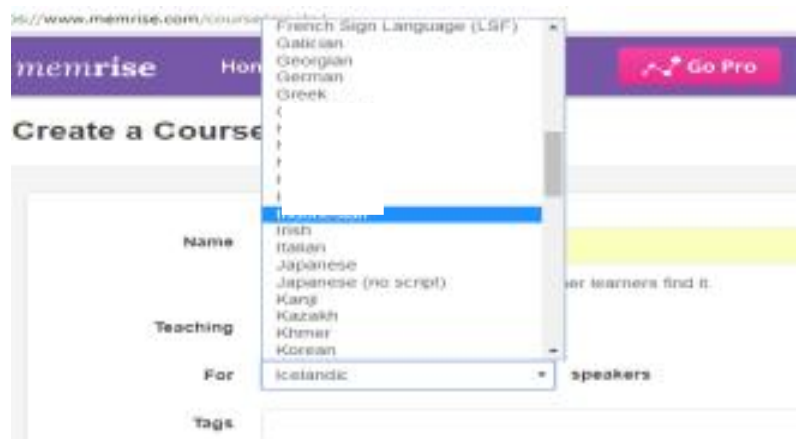 ://www.memrise.com/course
memrise
Go Pro
Create a Course
French Sign Language (LSF)
Galician
Georgian
German
Greek
Irish
Italian
Japanese
Japanese (no script)
Kanji
Kazakh
Khmer
Korean
Name
er learners find it.
Teaching
For
Icelandic
speakers
Tags